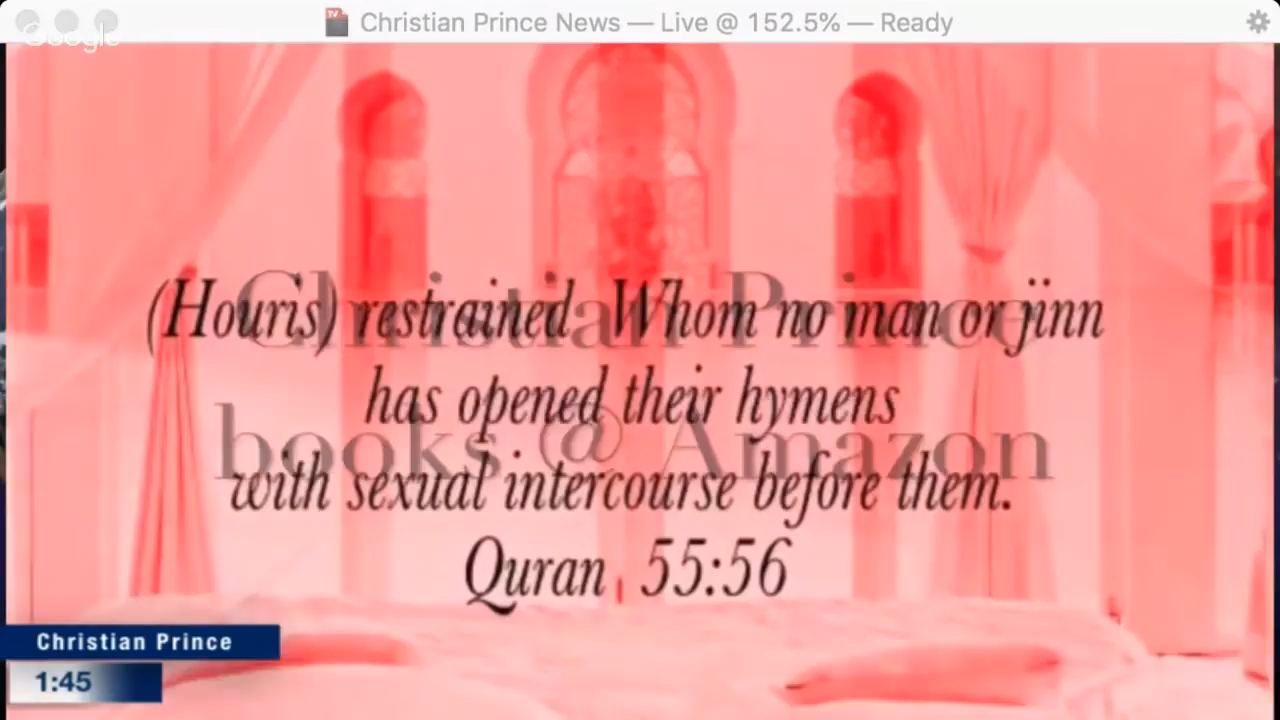 Christian Prince News — Live @ 152.5% — Ready
Google
(Houris) restrained Whom no man or jinn
Christian Prince
has opened their hymens
books @ Amazon
with sexual intercourse before them.
Quran 55:56
Christian Prince
1:45